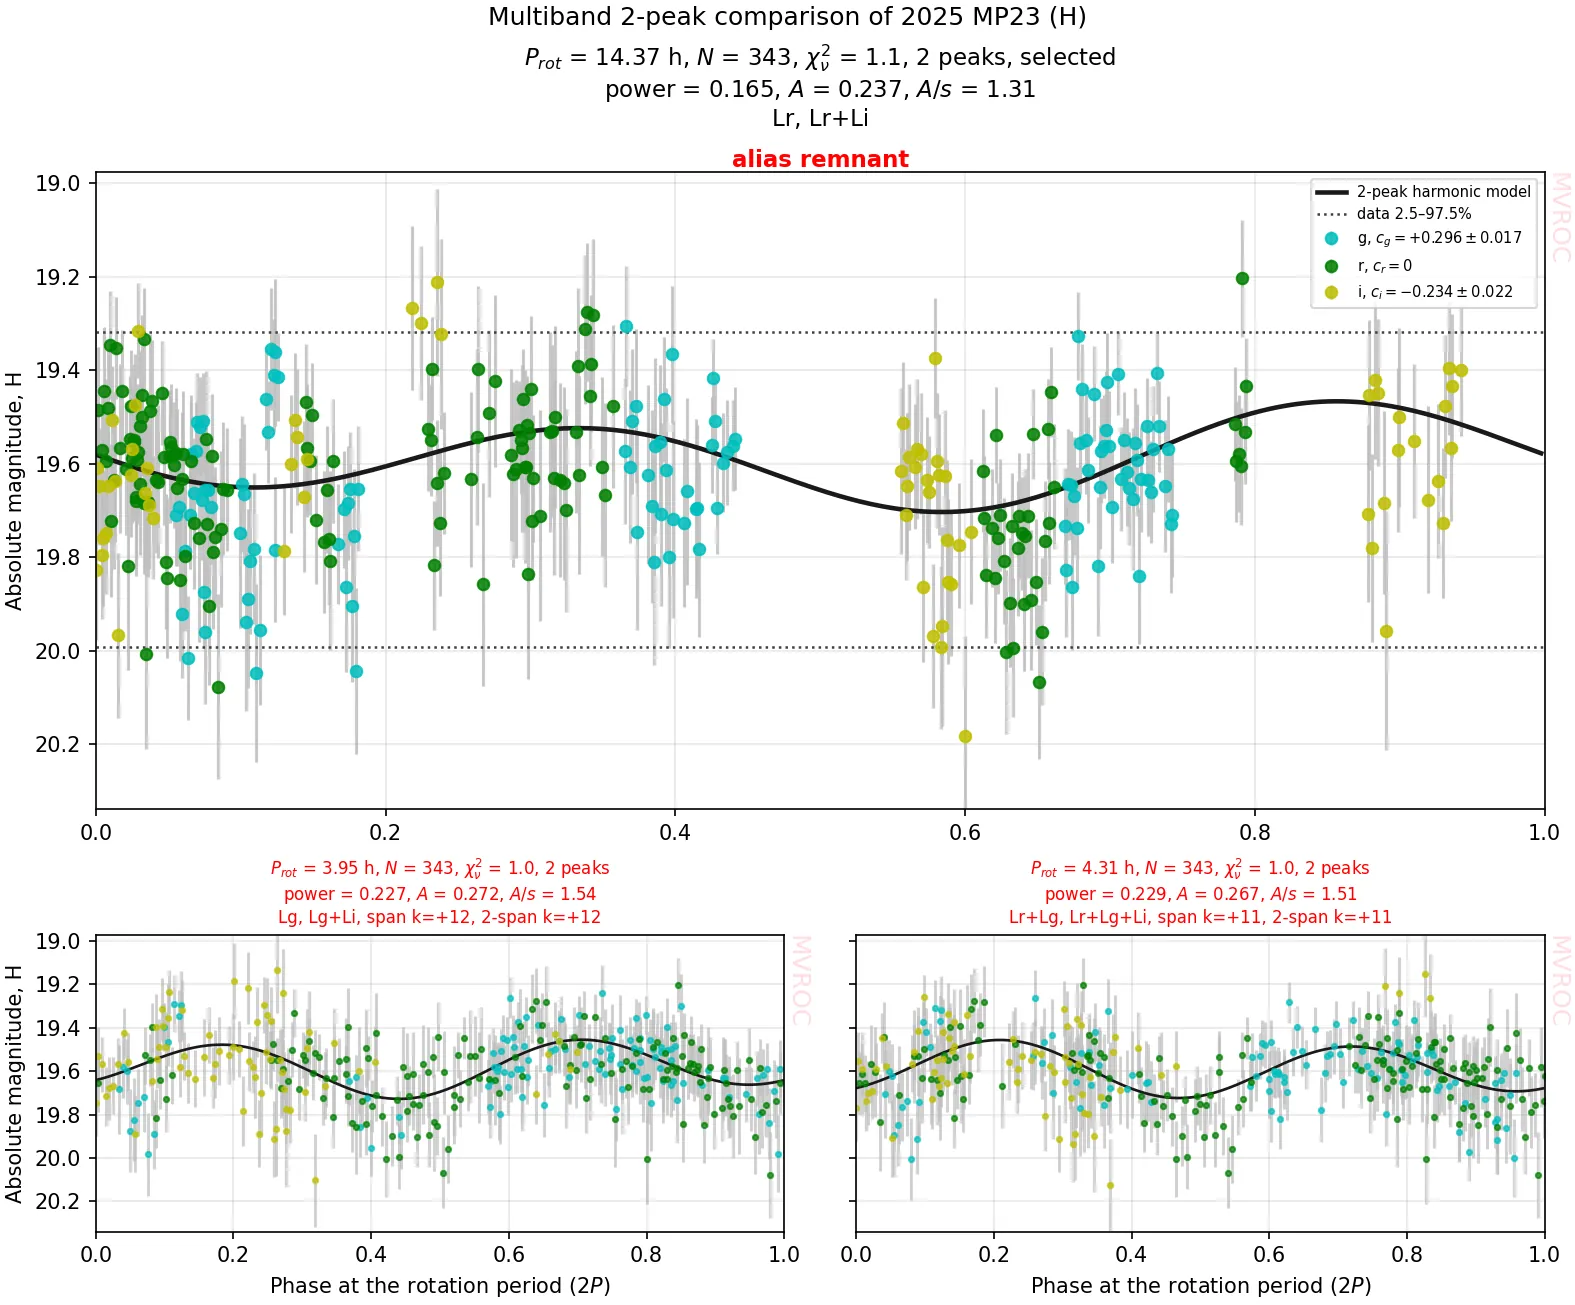 Multiband 2-peak comparison of 2025 MP23 (H)
P_rot = 14.37 h, N = 343, χ²_ν = 1.1, 2 peaks, selected
power = 0.165, A = 0.237, A/s = 1.31
Lr, Lr+Li
alias remnant
2-peak harmonic model
data 2.5–97.5%
g, c_g = +0.296 ± 0.017
r, c_r = 0
i, c_i = −0.234 ± 0.022
MVROC
Absolute magnitude, H
19.0
19.2
19.4
19.6
19.8
20.0
20.2
0.0 0.2 0.4 0.6 0.8 1.0
P_rot = 3.95 h, N = 343, χ²_ν = 1.0, 2 peaks
power = 0.227, A = 0.272, A/s = 1.54
Lg, Lg+Li, span k=+12, 2-span k=+12
MVROC
Absolute magnitude, H
19.0
19.2
19.4
19.6
19.8
20.0
20.2
0.0 0.2 0.4 0.6 0.8 1.0
Phase at the rotation period (2P)
P_rot = 4.31 h, N = 343, χ²_ν = 1.0, 2 peaks
power = 0.229, A = 0.267, A/s = 1.51
Lr+Lg, Lr+Lg+Li, span k=+11, 2-span k=+11
MVROC
0.0 0.2 0.4 0.6 0.8 1.0
Phase at the rotation period (2P)